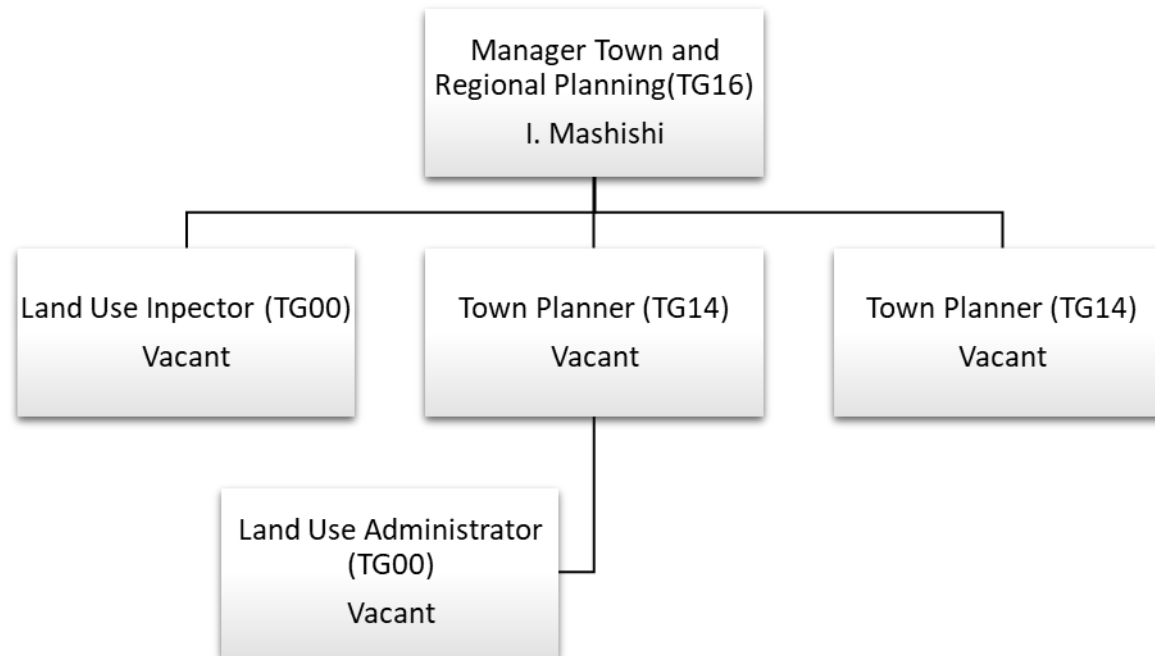 Manager Town and
Regional Planning(TG16)
I. Mashishi
Land Use Inpector (TG00)
Vacant
Town Planner (TG14)
Vacant
Town Planner (TG14)
Vacant
Land Use Administrator
(TG00)
Vacant